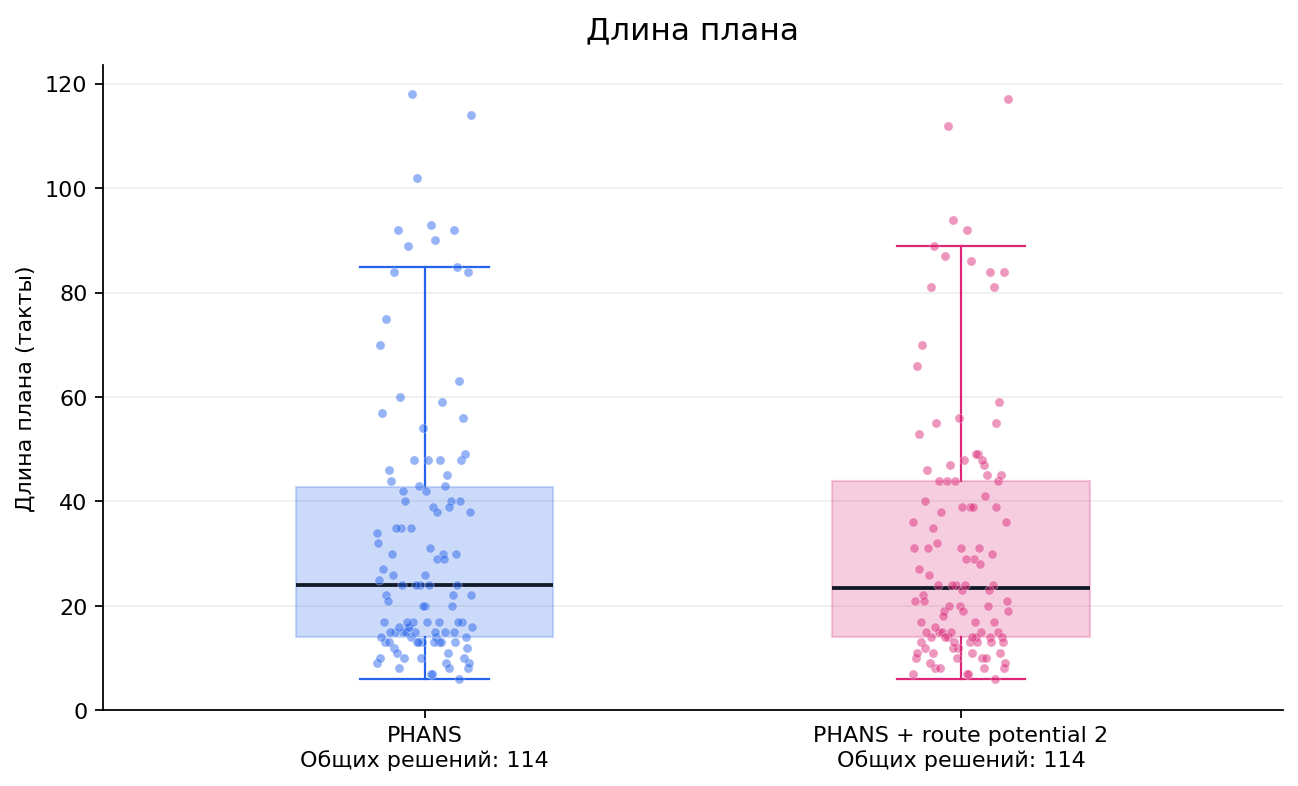 Длина плана
Длина плана (такты)
120
100
80
60
40
20
0
PHANS
Общих решений: 114
PHANS + route potential 2
Общих решений: 114